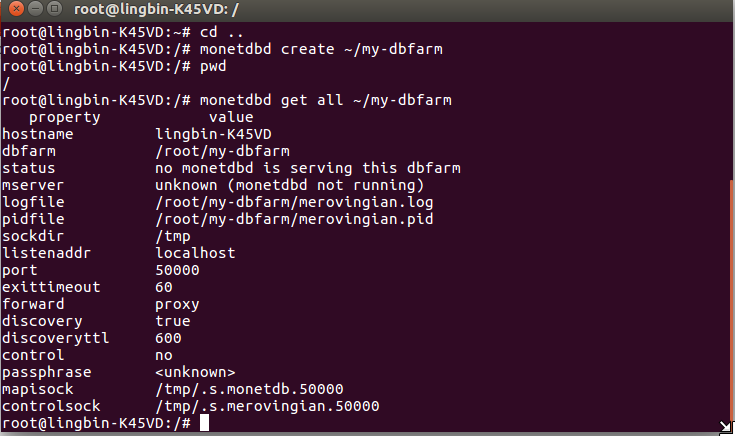 root@lingbin-K45VD: /
root@lingbin-K45VD:~# cd ..
root@lingbin-K45VD:/# monetdbd create ~/my-dbfarm
root@lingbin-K45VD:/# pwd
/
root@lingbin-K45VD:/# monetdbd get all ~/my-dbfarm
   property             value
hostname         lingbin-K45VD
dbfarm           /root/my-dbfarm
status           no monetdbd is serving this dbfarm
mserver          unknown (monetdbd not running)
logfile          /root/my-dbfarm/merovingian.log
pidfile          /root/my-dbfarm/merovingian.pid
sockdir          /tmp
listenaddr       localhost
port             50000
exittimeout      60
forward          proxy
discovery        true
discoveryttl     600
control          no
passphrase       <unknown>
mapisock         /tmp/.s.monetdb.50000
controlsock      /tmp/.s.merovingian.50000
root@lingbin-K45VD:/#